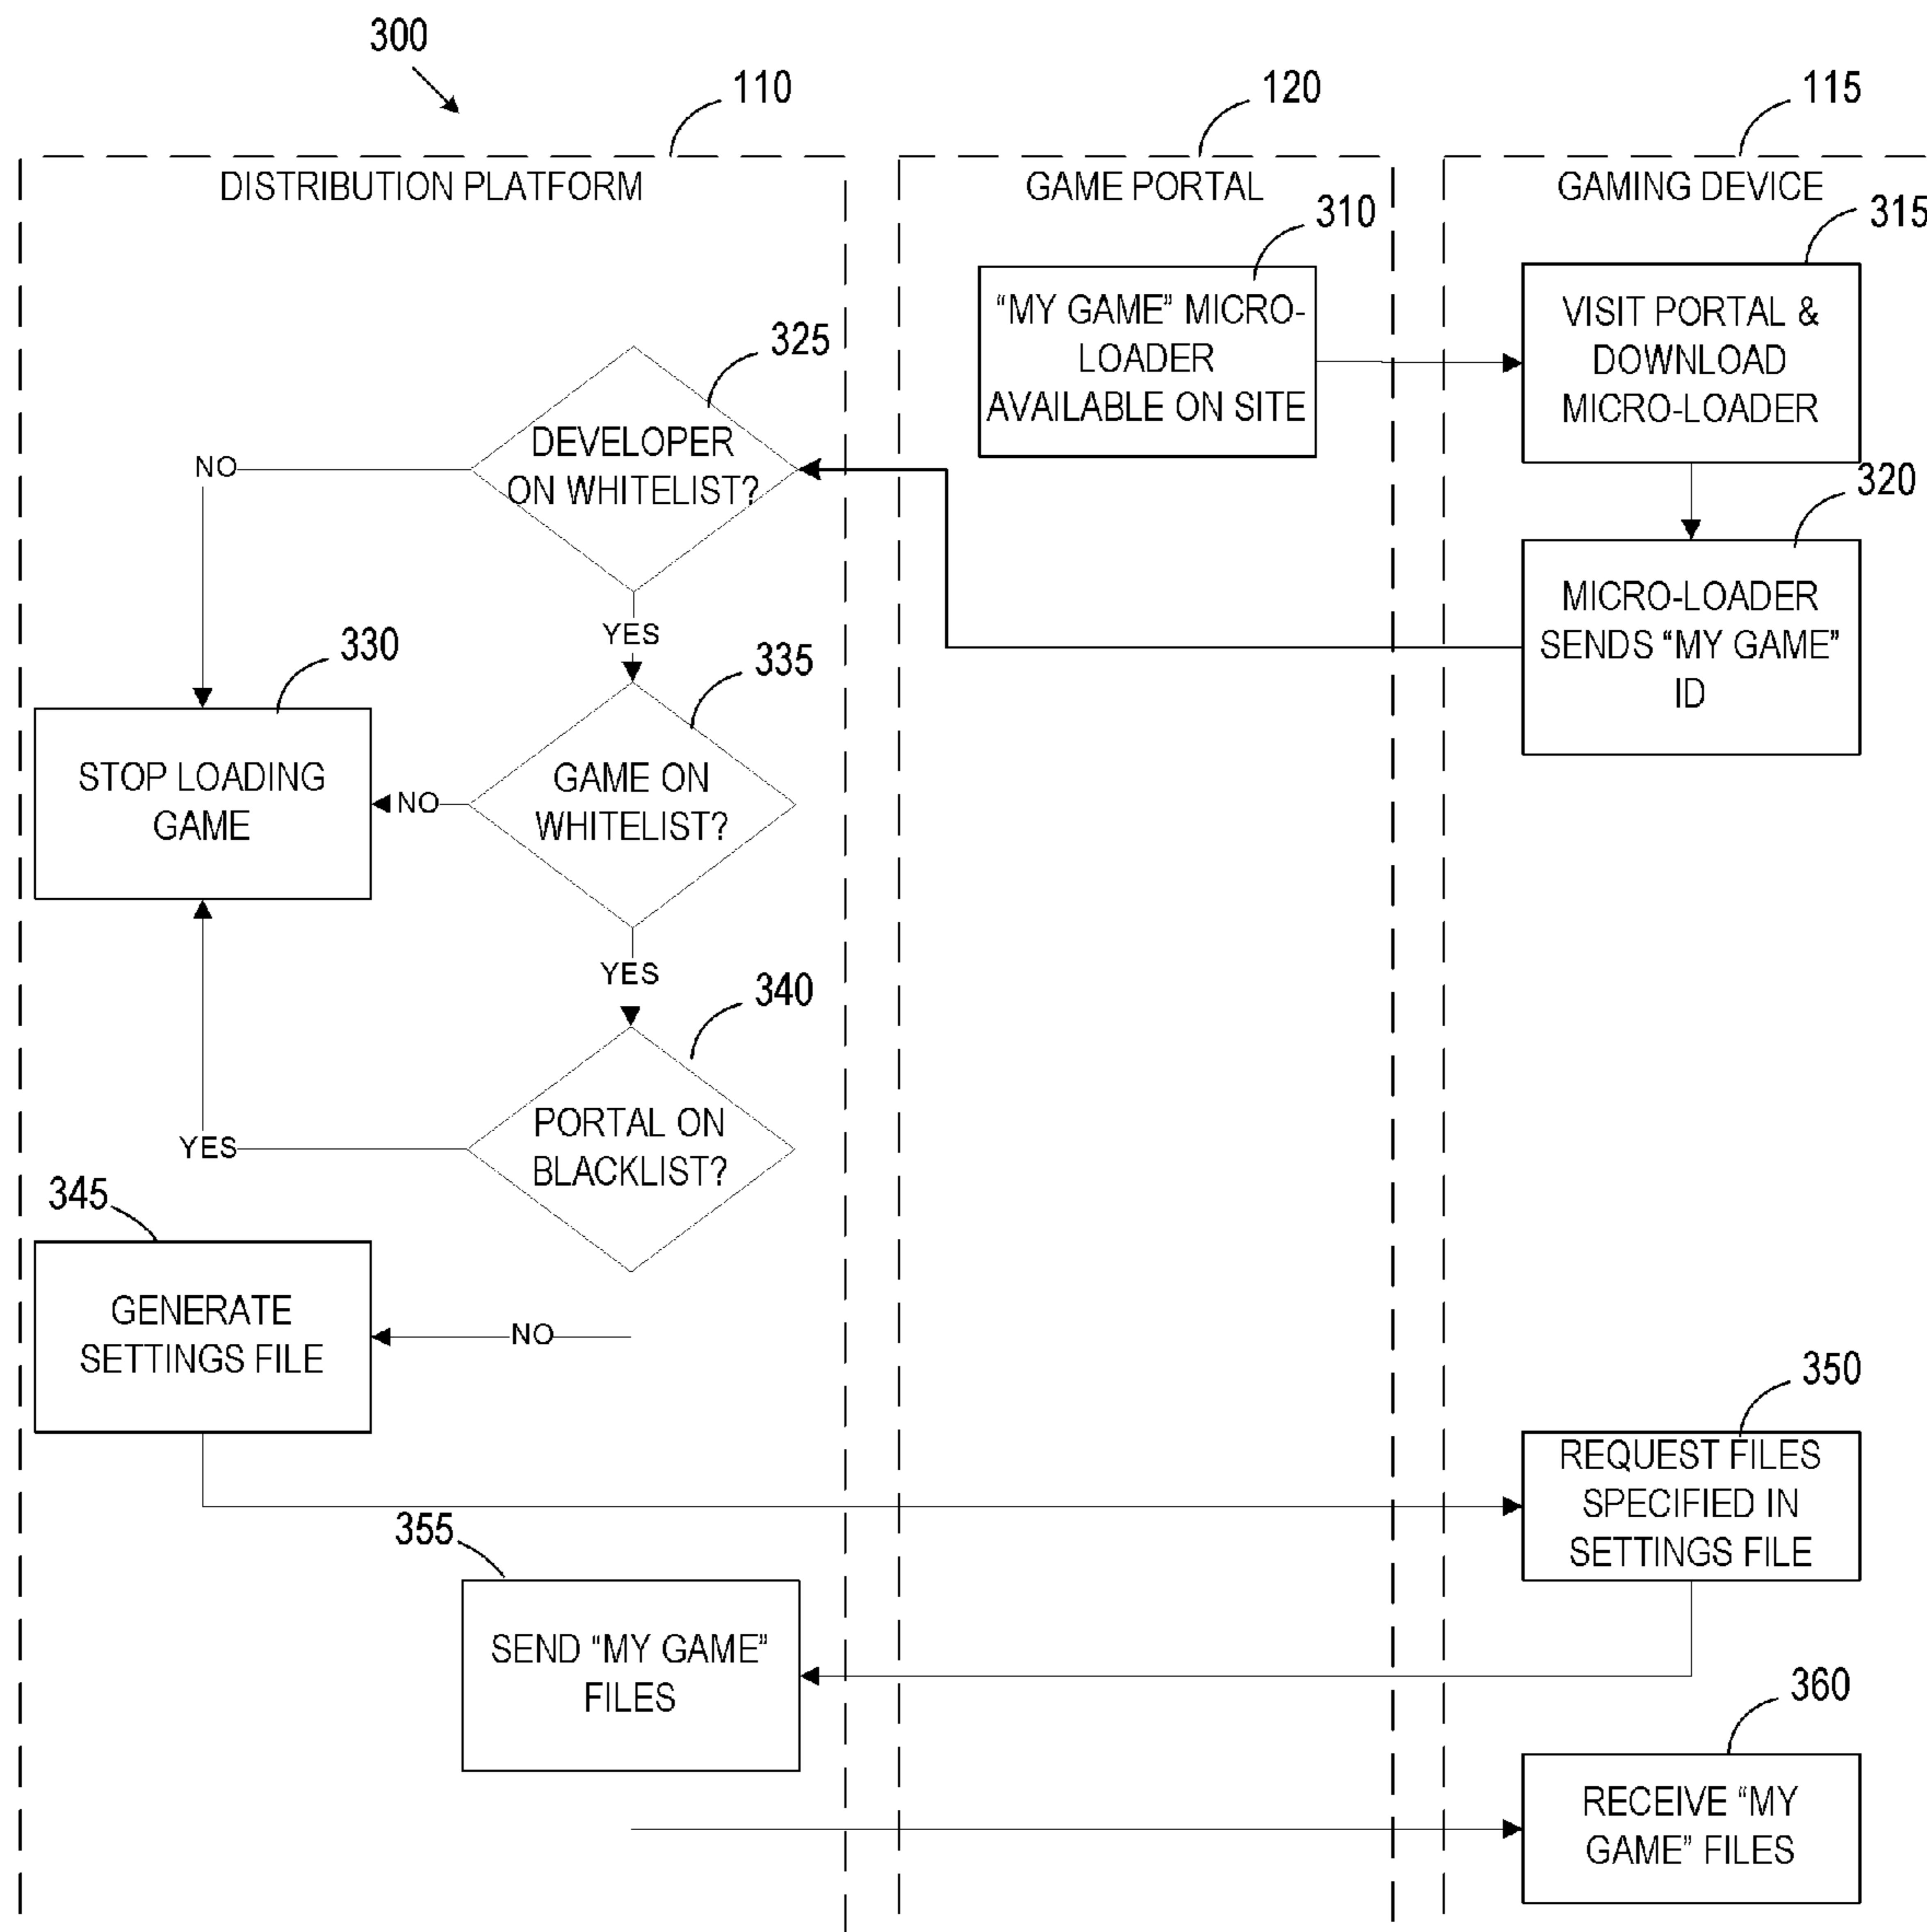 300
110
120
115
DISTRIBUTION PLATFORM
GAME PORTAL
GAMING DEVICE
310
315
"MY GAME" MICRO-
LOADER
AVAILABLE ON SITE
VISIT PORTAL &
DOWNLOAD
MICRO-LOADER
325
DEVELOPER
ON WHITELIST?
NO
YES
320
MICRO-LOADER
SENDS "MY GAME"
ID
330
STOP LOADING
GAME
335
GAME ON
WHITELIST?
NO
YES
340
PORTAL ON
BLACKLIST?
YES
345
GENERATE
SETTINGS FILE
NO
350
REQUEST FILES
SPECIFIED IN
SETTINGS FILE
355
SEND "MY GAME"
FILES
360
RECEIVE "MY
GAME" FILES